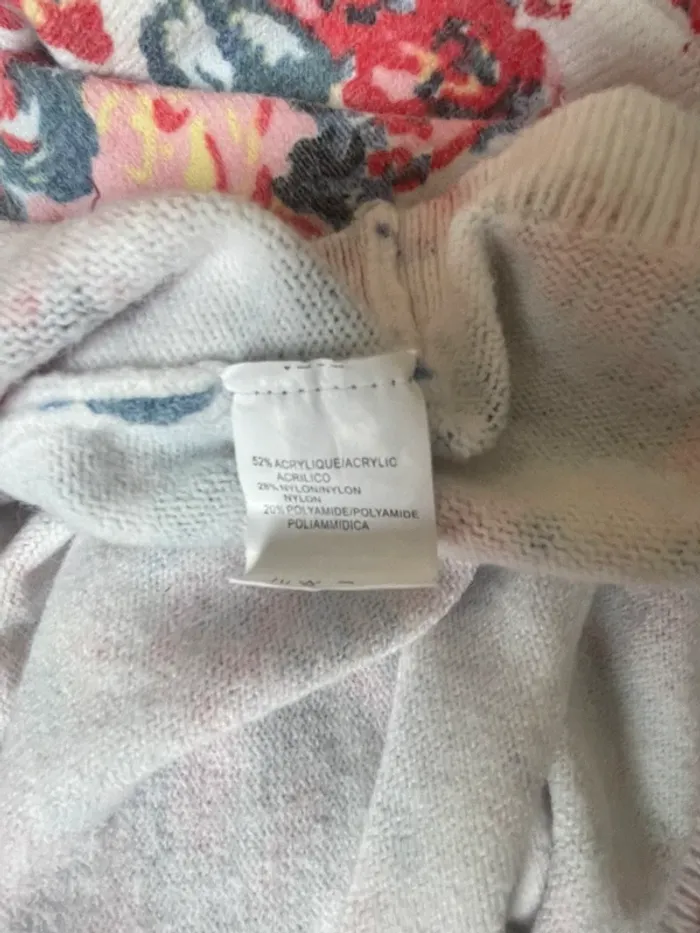 52% ACRYLIQUE/ACRYLIC
ACRILICO
28% NYLON/NYLON
NYLON
20% POLYAMIDE/POLYAMIDE
POLIAMMIDICA